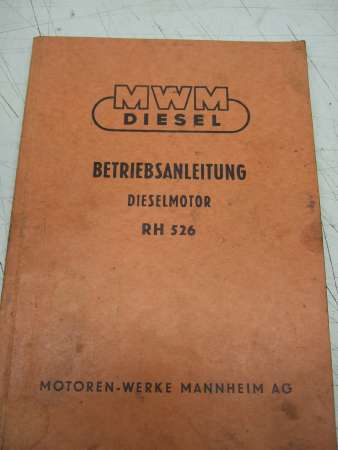 MWM
DIESEL
BETRIEBSANLEITUNG
DIESELMOTOR
RH 526
MOTOREN-WERKE MANNHEIM AG